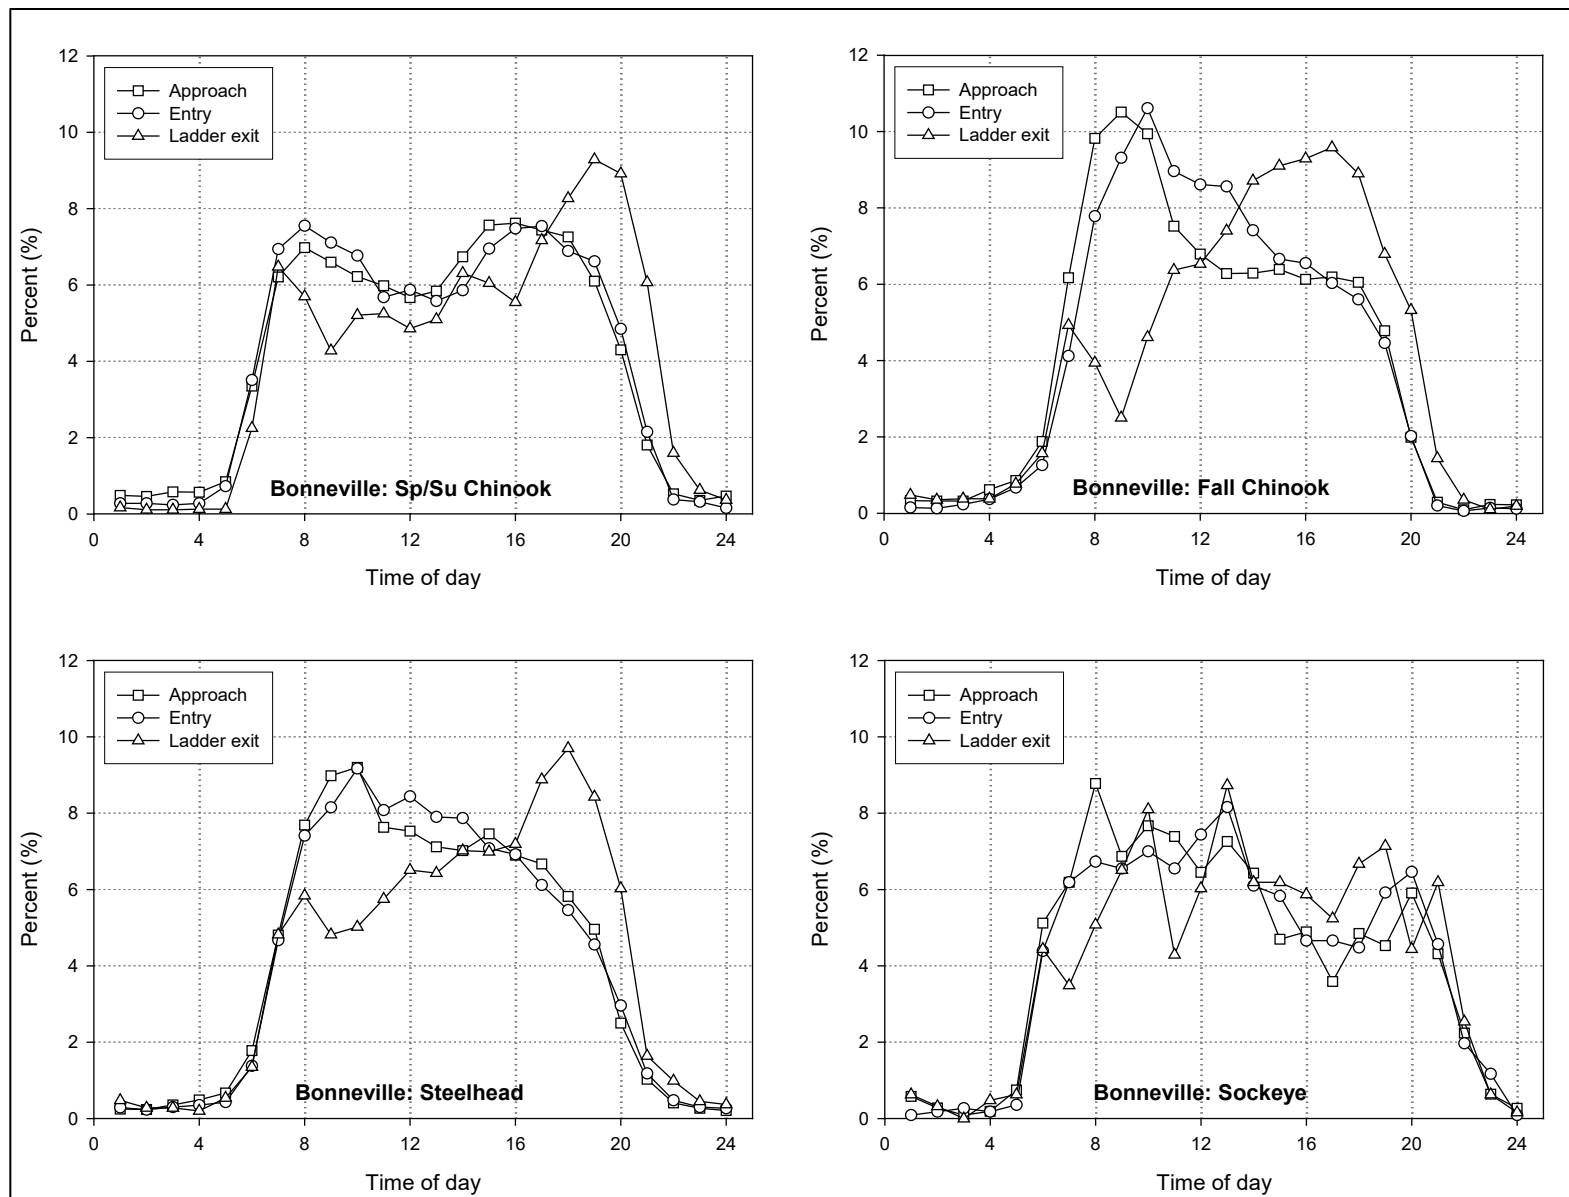 12
10
8
6
4
2
0
Percent (%)
Approach
Entry
Ladder exit
Bonneville: Sp/Su Chinook
0 4 8 12 16 20 24
Time of day
12
10
8
6
4
2
0
Percent (%)
Approach
Entry
Ladder exit
Bonneville: Fall Chinook
0 4 8 12 16 20 24
Time of day
12
10
8
6
4
2
0
Percent (%)
Approach
Entry
Ladder exit
Bonneville: Steelhead
0 4 8 12 16 20 24
Time of day
12
10
8
6
4
2
0
Percent (%)
Approach
Entry
Ladder exit
Bonneville: Sockeye
0 4 8 12 16 20 24
Time of day